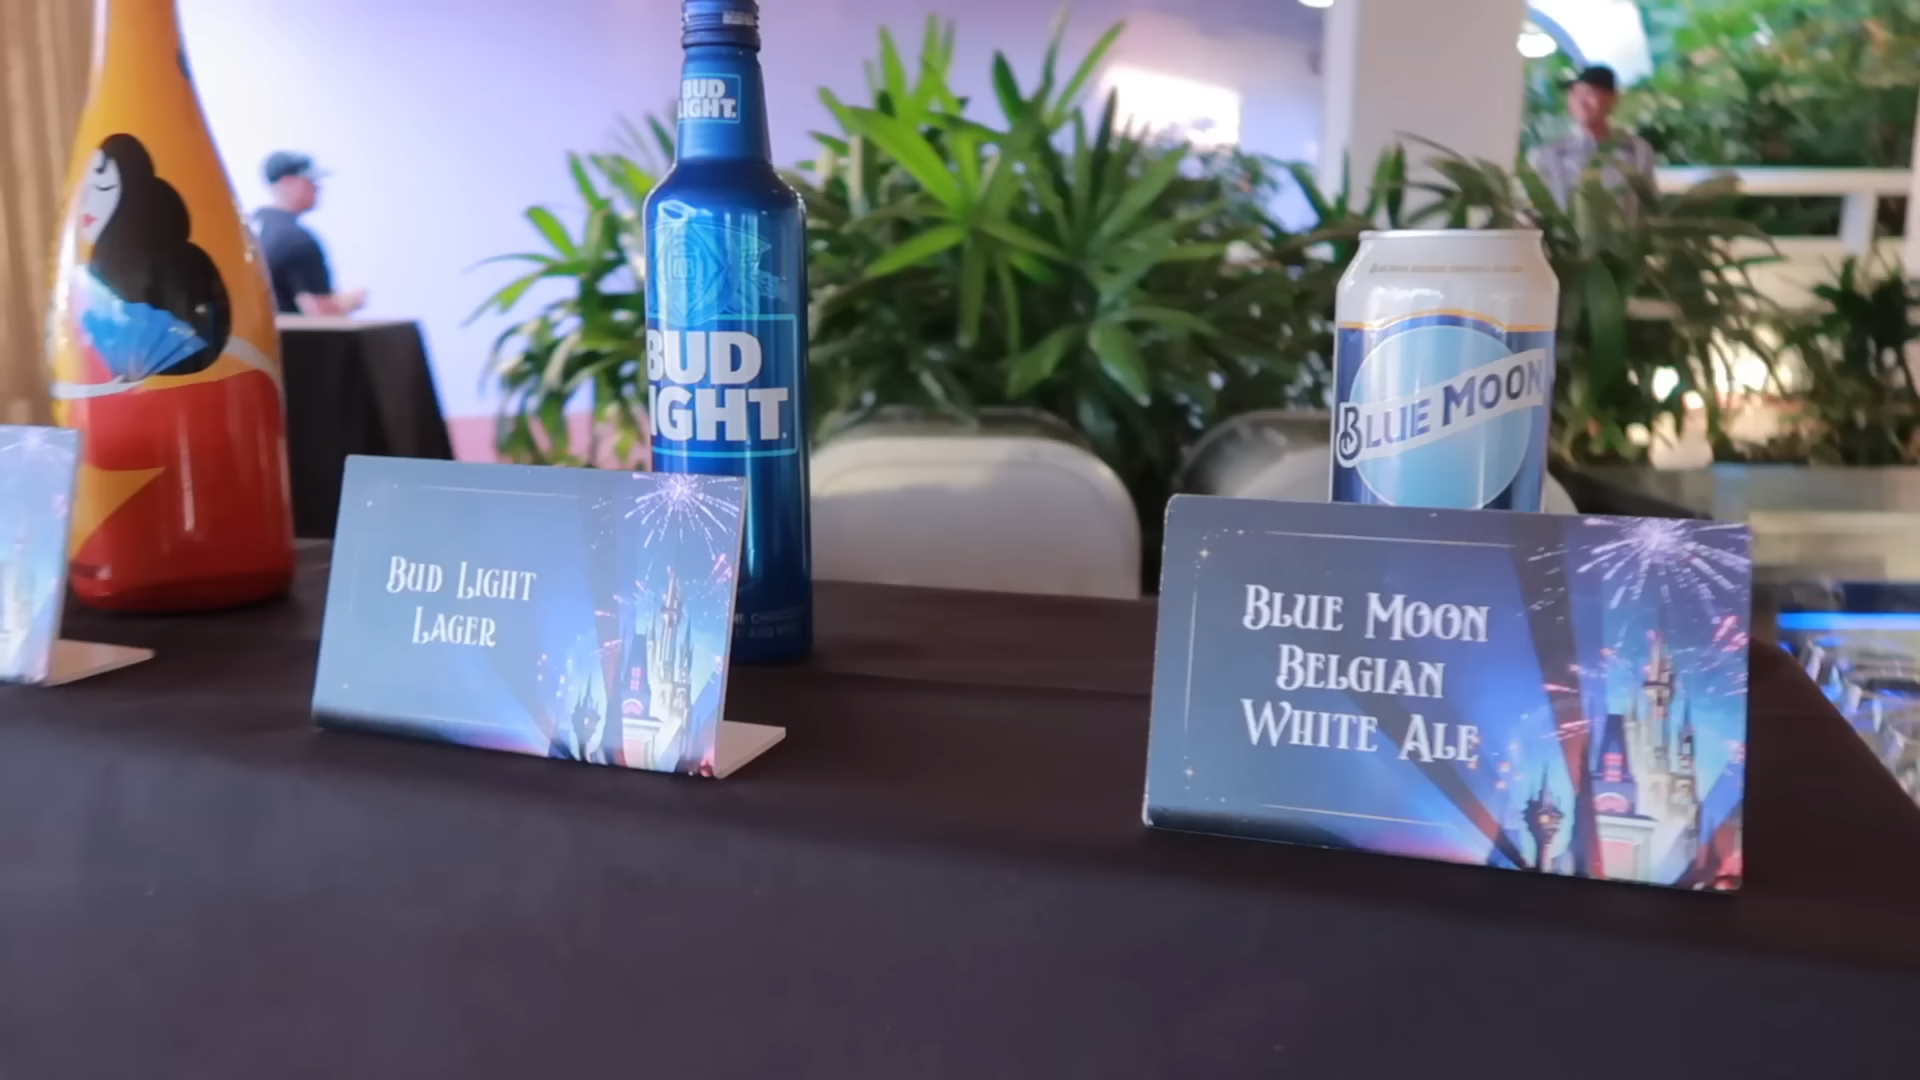 BUD
LIGHT.
BUD
LIGHT.
BLUE MOON
BUD LIGHT
LAGER
BLUE MOON
BELGIAN
WHITE ALE